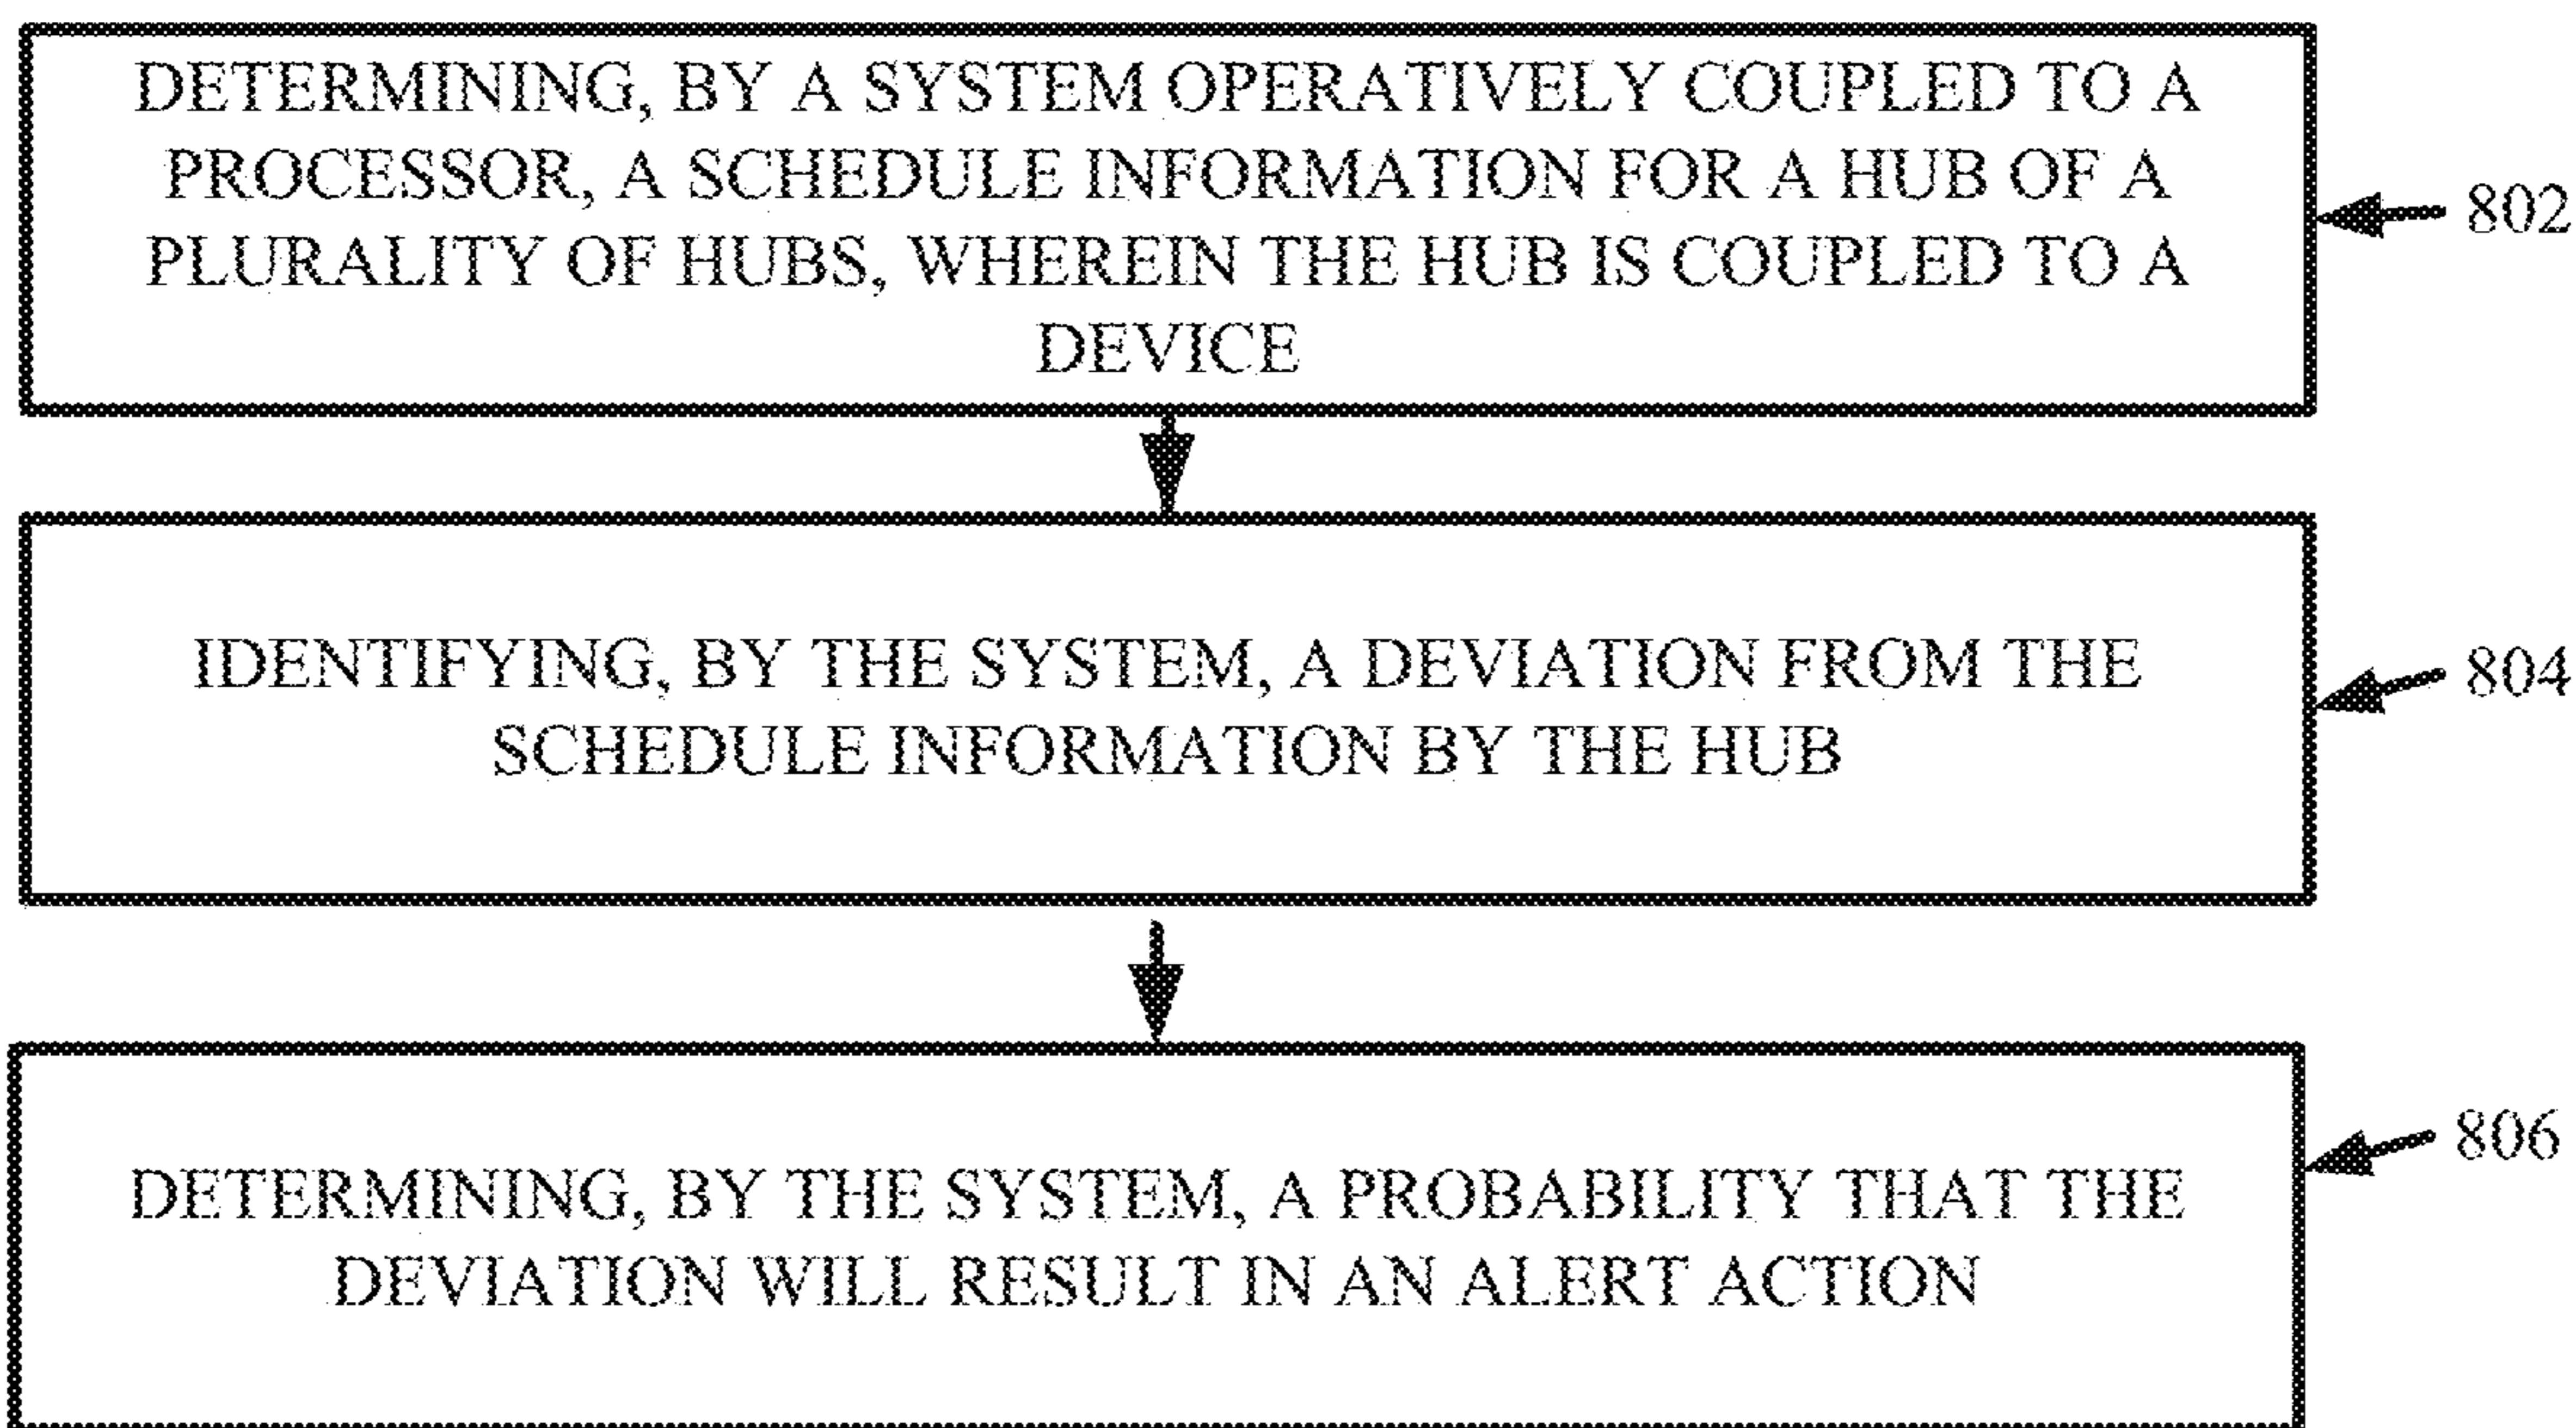 DETERMINING, BY A SYSTEM OPERATIVELY COUPLED TO A
PROCESSOR, A SCHEDULE INFORMATION FOR A HUB OF A
PLURALITY OF HUBS, WHEREIN THE HUB IS COUPLED TO A
DEVICE
802
IDENTIFYING, BY THE SYSTEM, A DEVIATION FROM THE
SCHEDULE INFORMATION BY THE HUB
804
DETERMINING, BY THE SYSTEM, A PROBABILITY THAT THE
DEVIATION WILL RESULT IN AN ALERT ACTION
806